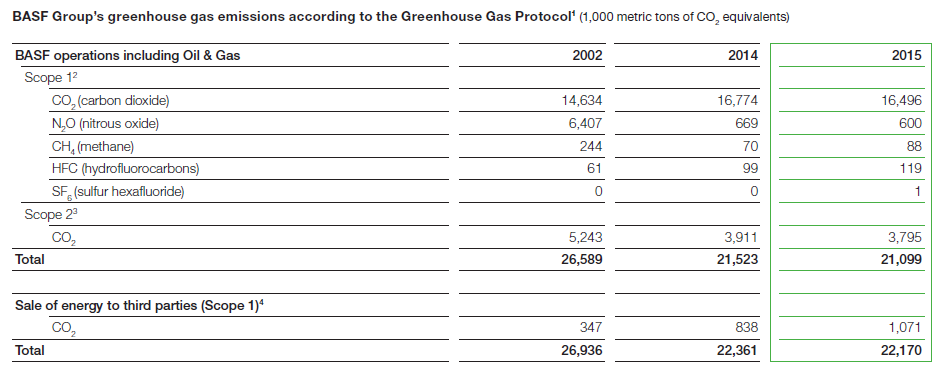 BASF Group's greenhouse gas emissions according to the Greenhouse Gas Protocol¹ (1,000 metric tons of CO₂ equivalents)
BASF operations including Oil & Gas 2002 2014 2015
Scope 1²
CO₂ (carbon dioxide) 14,634 16,774 16,496
N₂O (nitrous oxide) 6,407 669 600
CH₄ (methane) 244 70 88
HFC (hydrofluorocarbons) 61 99 119
SF₆ (sulfur hexafluoride) 0 0 1
Scope 2³
CO₂ 5,243 3,911 3,795
Total 26,589 21,523 21,099
Sale of energy to third parties (Scope 1)⁴
CO₂ 347 838 1,071
Total 26,936 22,361 22,170